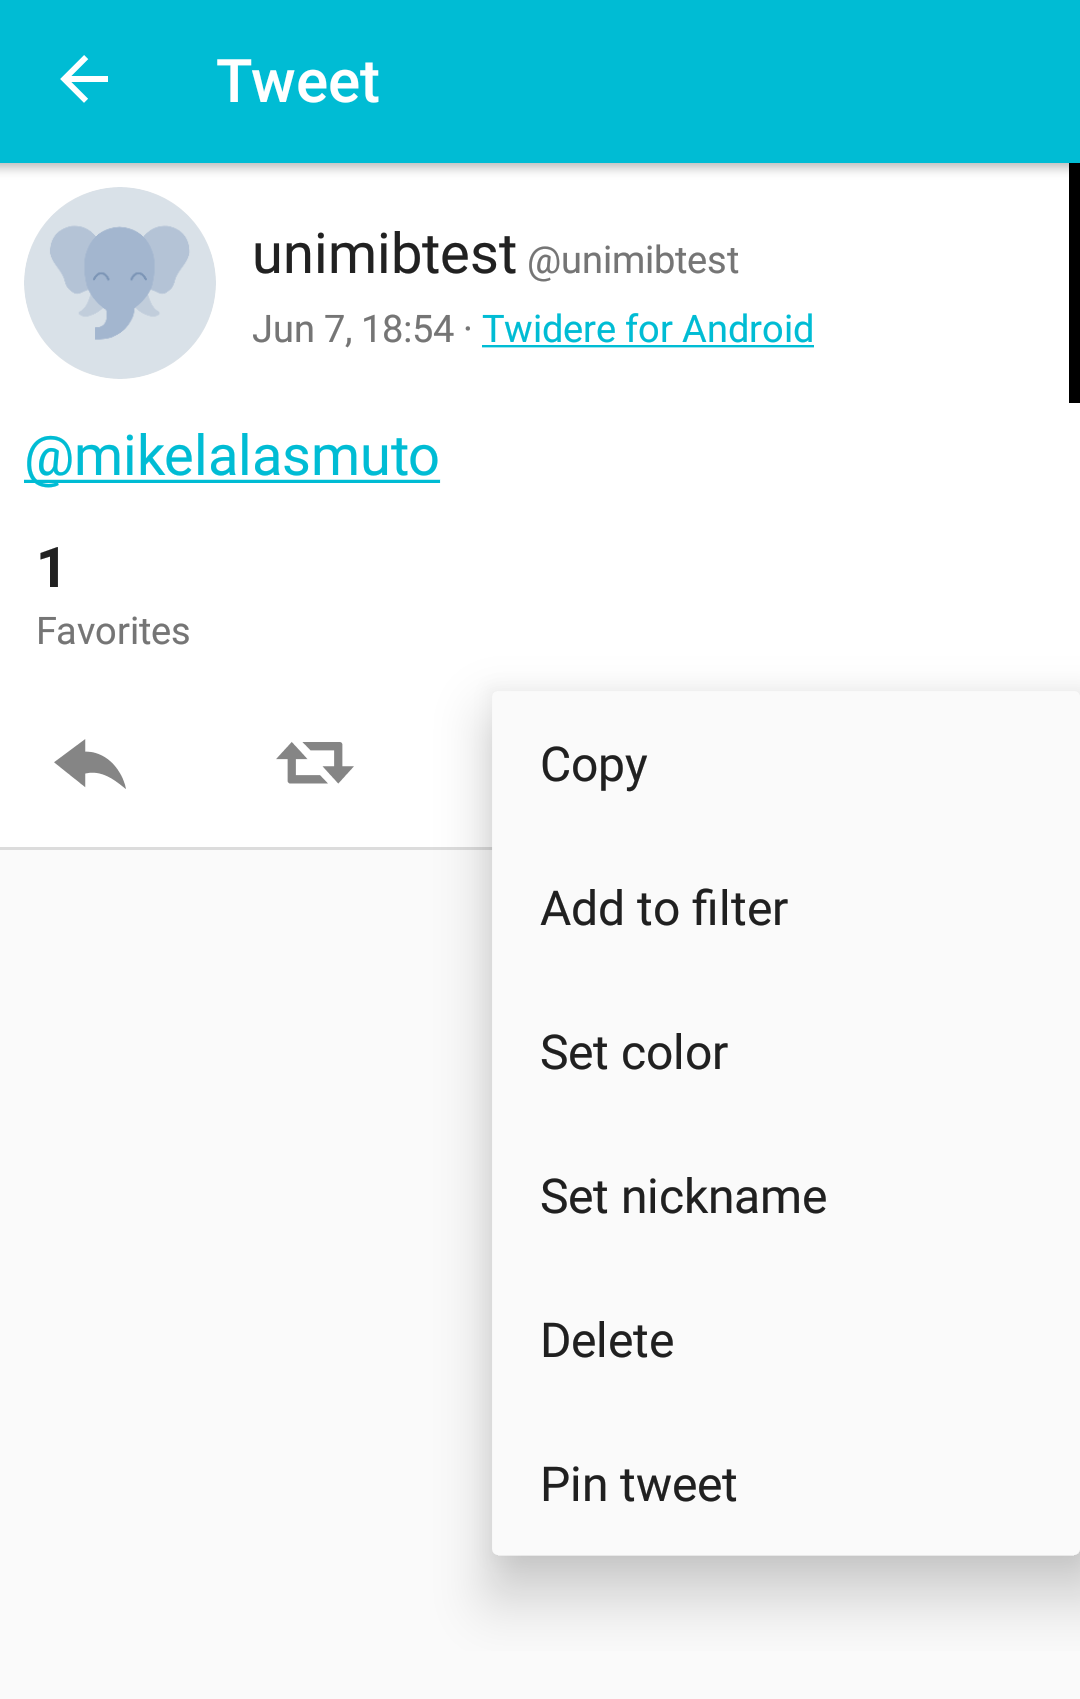 Tweet
unimibtest @unimibtest
Jun 7, 18:54 · Twidere for Android
@mikelalasmuto
1
Favorites
Copy
Add to filter
Set color
Set nickname
Delete
Pin tweet